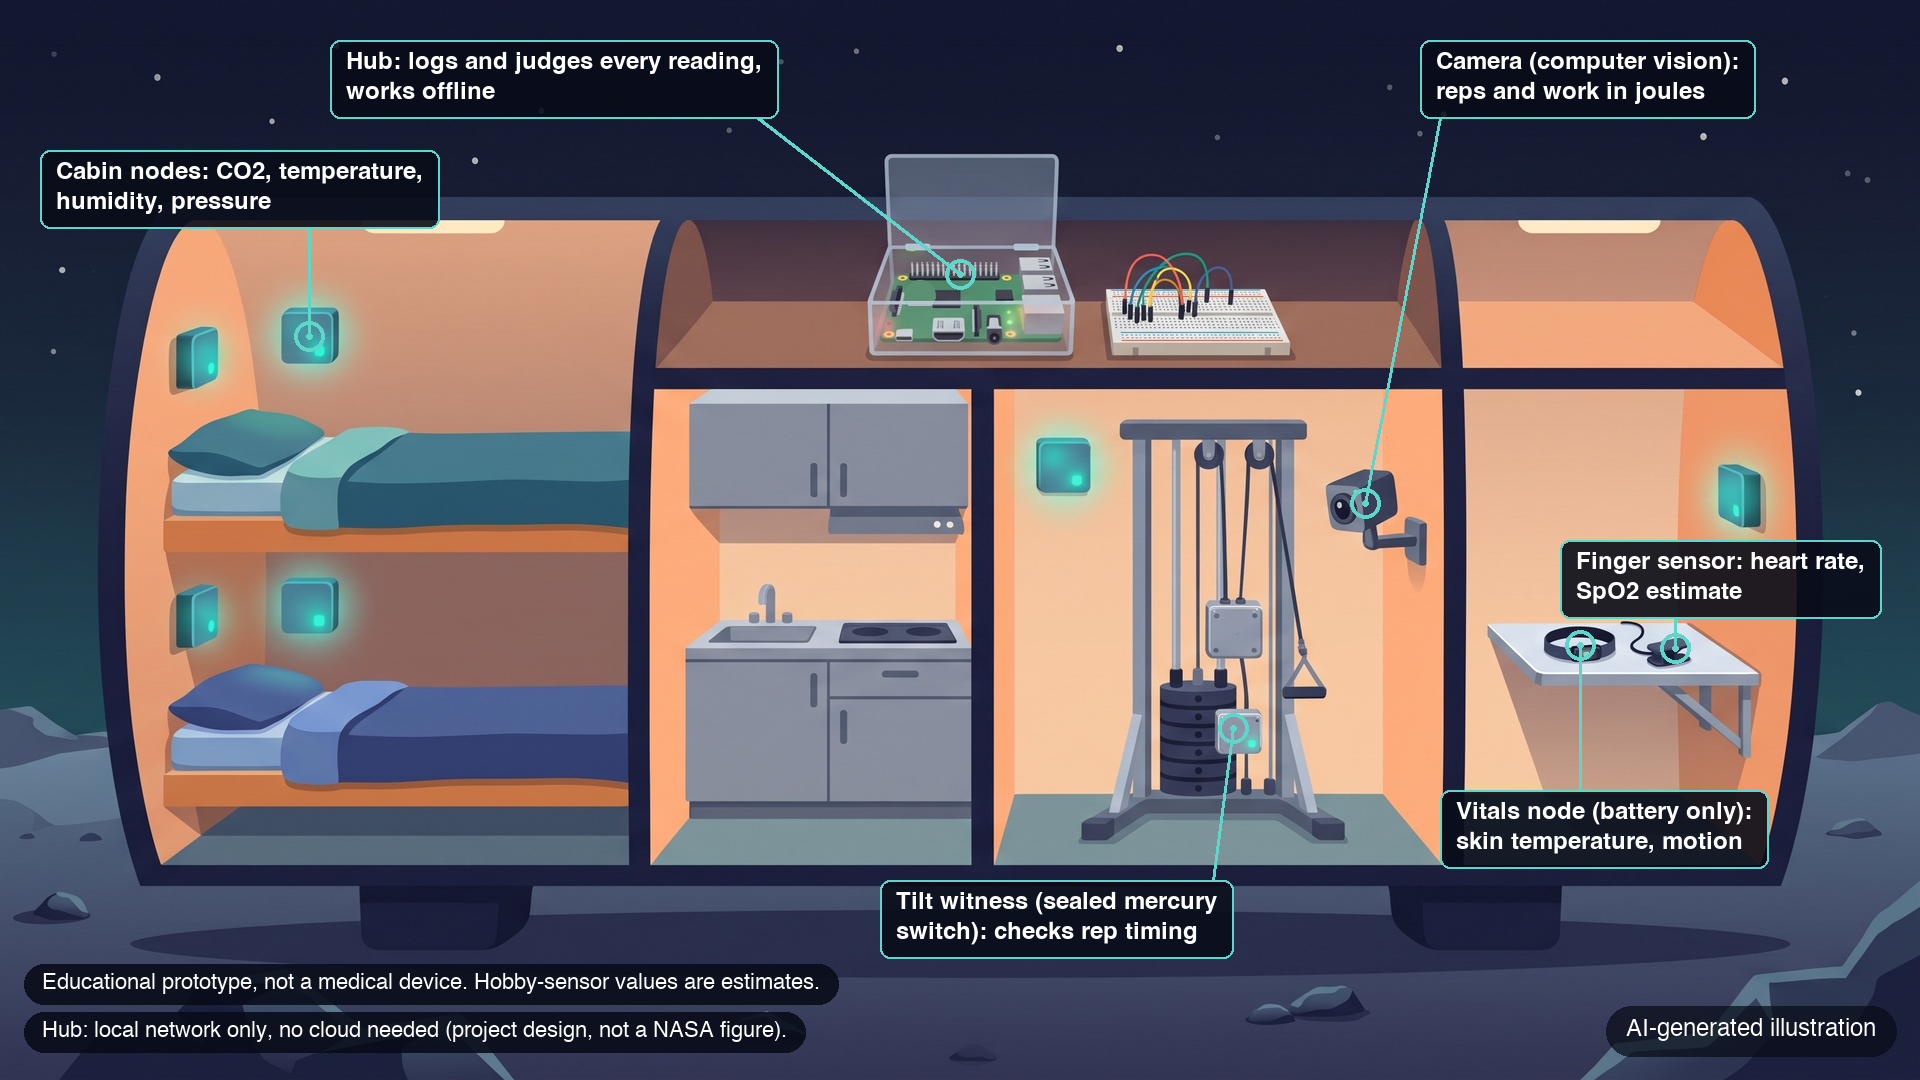 Hub: logs and judges every reading,
works offline
Camera (computer vision):
reps and work in joules
Cabin nodes: CO2, temperature,
humidity, pressure
Finger sensor: heart rate,
SpO2 estimate
Vitals node (battery only):
skin temperature, motion
Tilt witness (sealed mercury
switch): checks rep timing
Educational prototype, not a medical device. Hobby-sensor values are estimates.
Hub: local network only, no cloud needed (project design, not a NASA figure).
AI-generated illustration